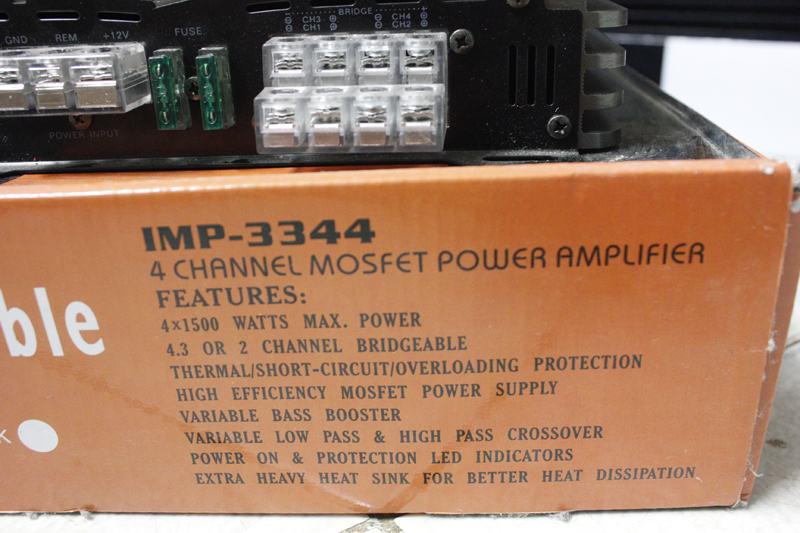 GND REM +12V
FUSE
BRIDGE
CH3 CH4
CH1 CH2
POWER INPUT
IMP-3344
4 CHANNEL MOSFET POWER AMPLIFIER
FEATURES:
4x1500 WATTS MAX. POWER
4.3 OR 2 CHANNEL BRIDGEABLE
THERMAL/SHORT-CIRCUIT/OVERLOADING PROTECTION
HIGH EFFICIENCY MOSFET POWER SUPPLY
VARIABLE BASS BOOSTER
VARIABLE LOW PASS & HIGH PASS CROSSOVER
POWER ON & PROTECTION LED INDICATORS
EXTRA HEAVY HEAT SINK FOR BETTER HEAT DISSIPATION
ble
K